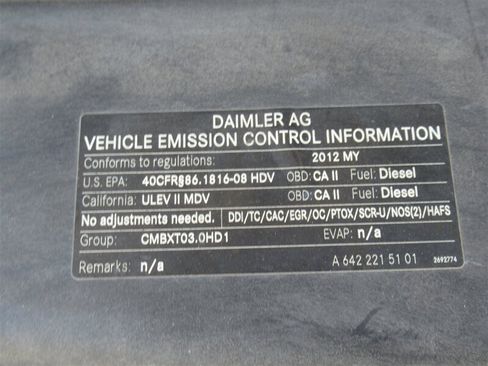 DAIMLER AG
VEHICLE EMISSION CONTROL INFORMATION
Conforms to regulations: 2012 MY
U.S. EPA: 40CFR§86.1816-08 HDV OBD: CA II Fuel: Diesel
California: ULEV II MDV OBD: CA II Fuel: Diesel
No adjustments needed. DDI/TC/CAC/EGR/OC/PTOX/SCR-U/NOS(2)/HAFS
Group: CMBXT03.0HD1 EVAP: n/a
Remarks: n/a A 642 221 51 01 2692774